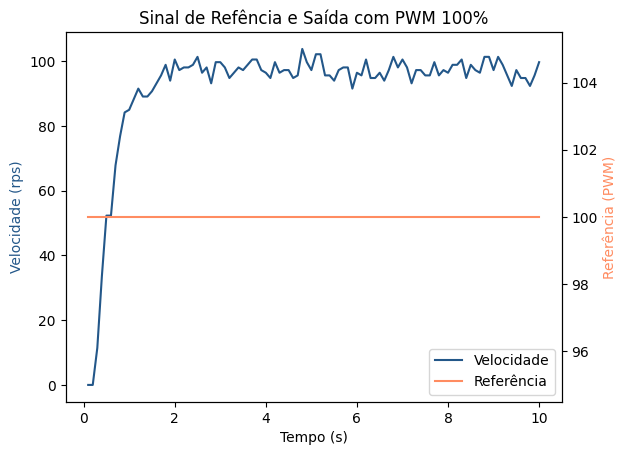 Sinal de Refência e Saída com PWM 100%
Velocidade (rps)
100
80
60
40
20
0
104
102
100
98
96
Referência (PWM)
Velocidade
Referência
0 2 4 6 8 10
Tempo (s)